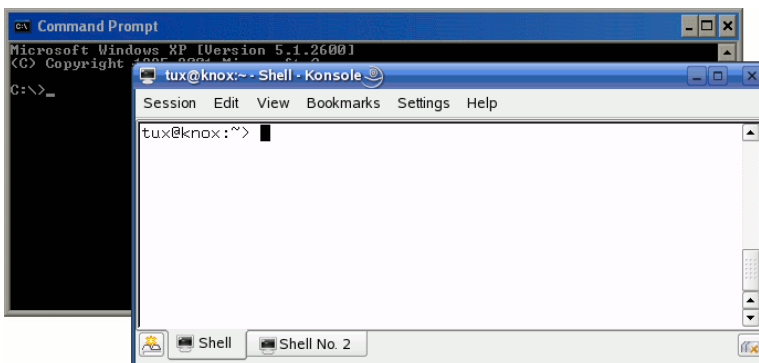 Command Prompt
Microsoft Windows XP [Version 5.1.2600]
(C) Copyright
C:\>_
tux@knox:~ - Shell - Konsole
Session Edit View Bookmarks Settings Help
tux@knox:~>
Shell Shell No. 2